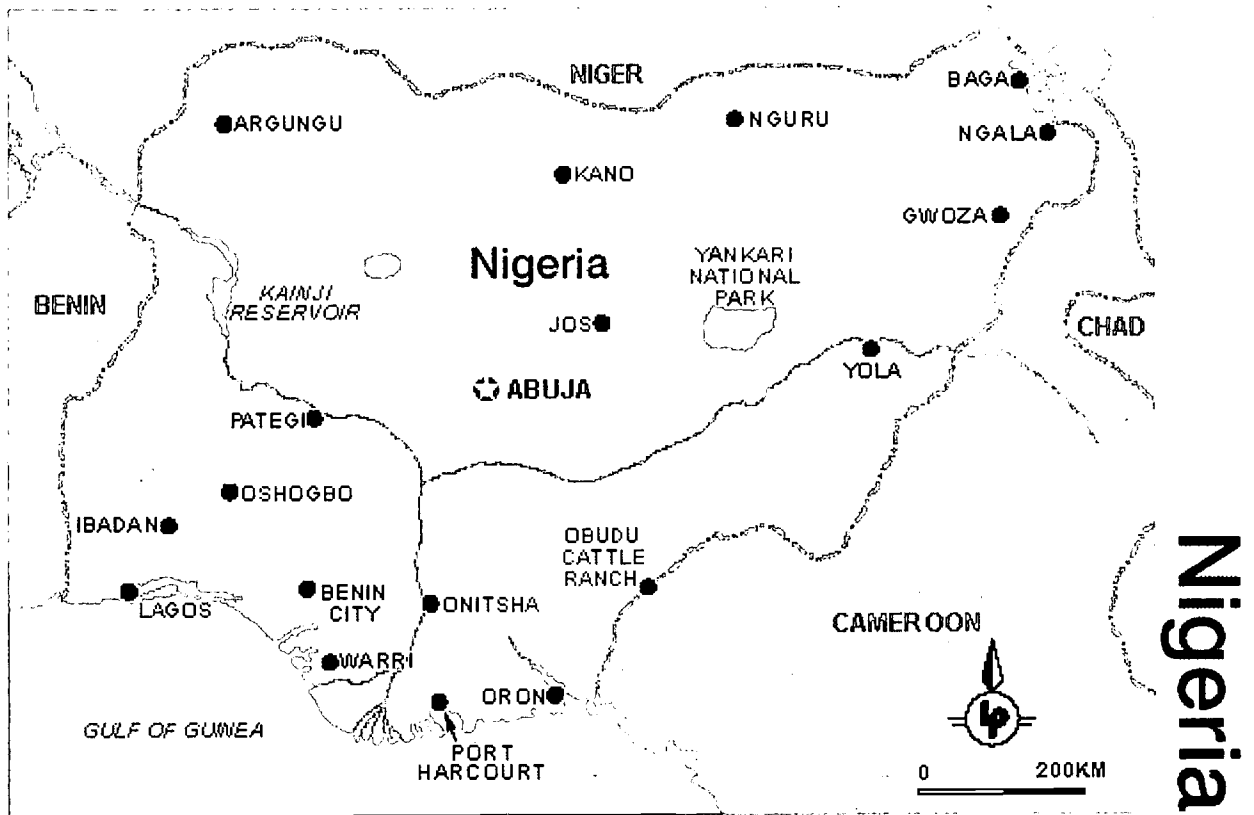 NIGER
BAGA
ARGUNGU
NGURU
NGALA
KANO
GWOZA
Nigeria
YANKARI
NATIONAL
PARK
KAINJI
RESERVOIR
BENIN
JOS
CHAD
YOLA
ABUJA
PATEGI
OSHOGBO
IBADAN
OBUDU
CATTLE
RANCH
LAGOS
BENIN
CITY
ONITSHA
CAMEROON
WARRI
ORON
GULF OF GUINEA
PORT
HARCOURT
lp
0 200KM
Nigeria